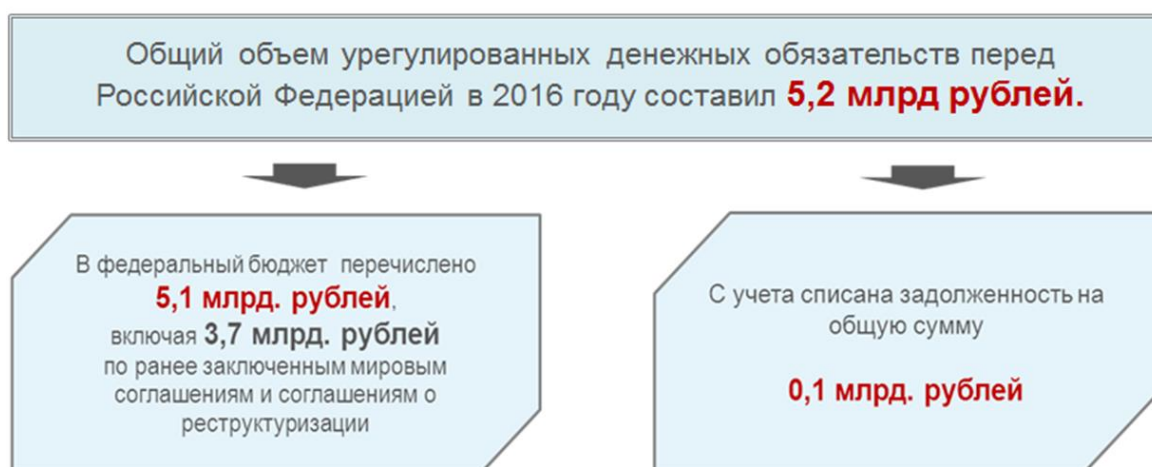 Общий объем урегулированных денежных обязательств перед
Российской Федерацией в 2016 году составил 5,2 млрд рублей.
В федеральный бюджет перечислено
5,1 млрд. рублей,
включая 3,7 млрд. рублей
по ранее заключенным мировым
соглашениям и соглашениям о
реструктуризации
С учета списана задолженность на
общую сумму
0,1 млрд. рублей